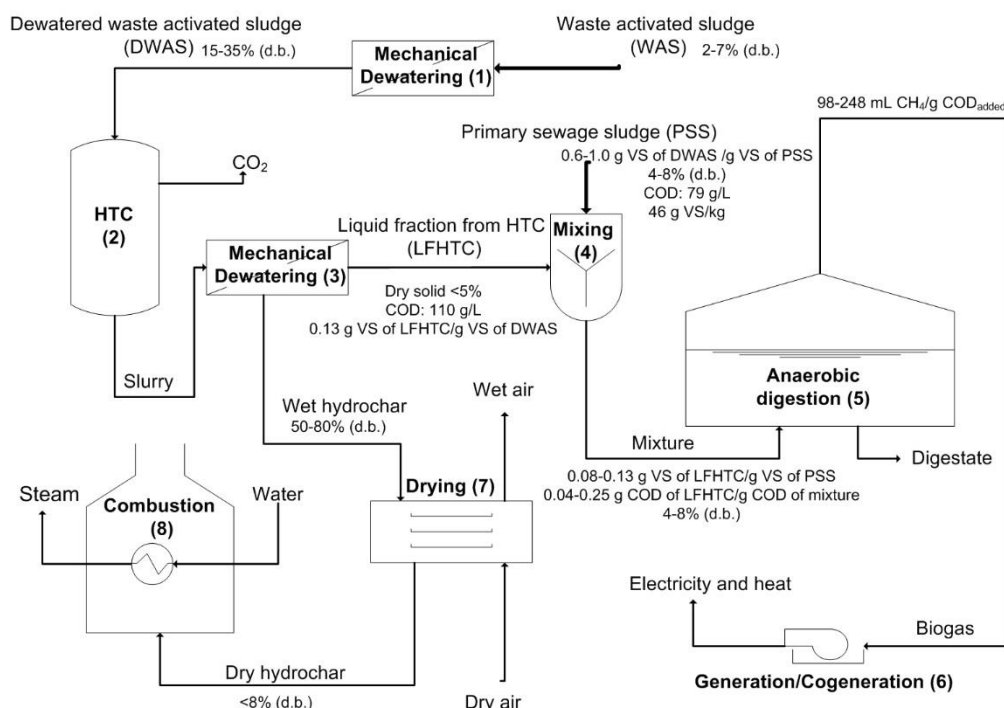 Dewatered waste activated sludge
(DWAS) 15-35% (d.b.)
Waste activated sludge
(WAS) 2-7% (d.b.)
Mechanical
Dewatering (1)
98-248 mL CH₄/g COD_added
Primary sewage sludge (PSS)
0.6-1.0 g VS of DWAS /g VS of PSS
4-8% (d.b.)
COD: 79 g/L
46 g VS/kg
CO₂
HTC
(2)
Liquid fraction from HTC
(LFHTC)
Mixing
(4)
Mechanical
Dewatering (3)
Dry solid <5%
COD: 110 g/L
0.13 g VS of LFHTC/g VS of DWAS
Slurry
Anaerobic
digestion (5)
Wet air
Wet hydrochar
50-80% (d.b.)
Mixture
Digestate
0.08-0.13 g VS of LFHTC/g VS of PSS
0.04-0.25 g COD of LFHTC/g COD of mixture
4-8% (d.b.)
Drying (7)
Steam
Water
Combustion
(8)
Electricity and heat
Biogas
Dry hydrochar
<8% (d.b.)
Dry air
Generation/Cogeneration (6)